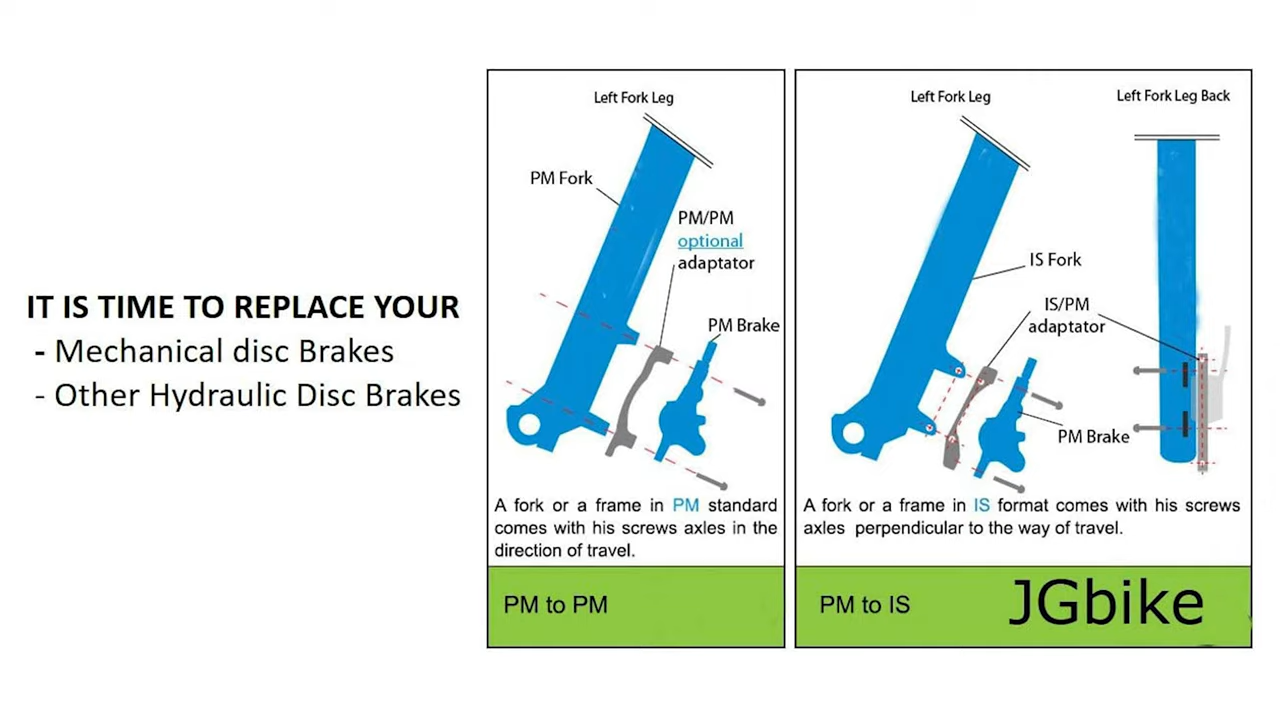 IT IS TIME TO REPLACE YOUR
- Mechanical disc Brakes
- Other Hydraulic Disc Brakes
Left Fork Leg
PM Fork
PM/PM
optional
adaptator
PM Brake
A fork or a frame in PM standard
comes with his screws axles in the
direction of travel.
PM to PM
Left Fork Leg
Left Fork Leg Back
IS Fork
IS/PM
adaptator
PM Brake
A fork or a frame in IS format comes with his screws
axles perpendicular to the way of travel.
PM to IS
JGbike